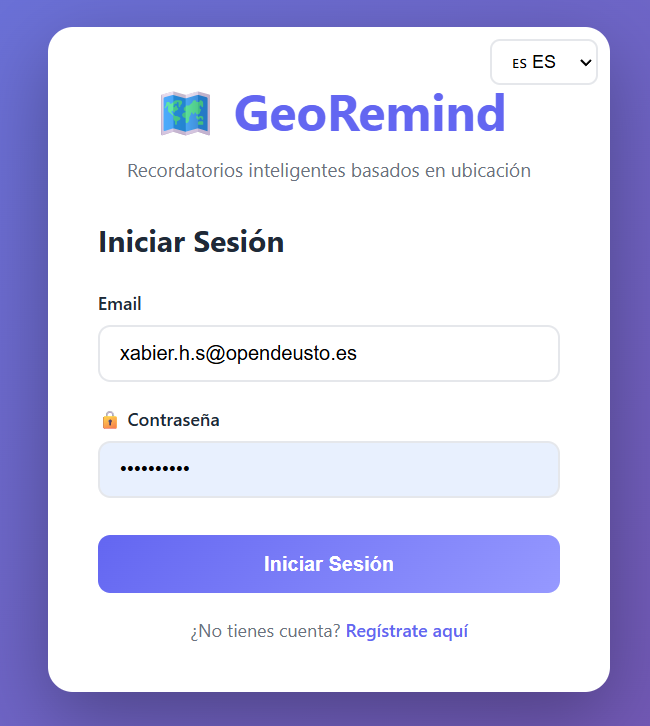 ES ES
GeoRemind
Recordatorios inteligentes basados en ubicación
Iniciar Sesión
Email
xabier.h.s@opendeusto.es
Contraseña
••••••••••
Iniciar Sesión
¿No tienes cuenta? Regístrate aquí